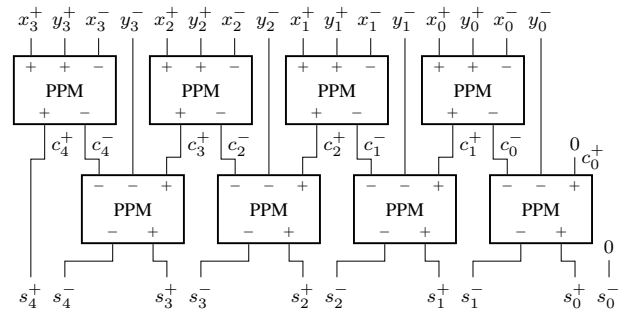 x₃⁺ y₃⁺ x₃⁻ y₃⁻ x₂⁺ y₂⁺ x₂⁻ y₂⁻ x₁⁺ y₁⁺ x₁⁻ y₁⁻ x₀⁺ y₀⁺ x₀⁻ y₀⁻
+ + − + + − + + − + + −
PPM PPM PPM PPM
+ − + − + − + −
c₄⁺ c₄⁻ c₃⁺ c₂⁻ c₂⁺ c₁⁻ c₁⁺ c₀⁻ 0 c₀⁺
− − + − − + − − + − − +
PPM PPM PPM PPM
− + − + − + − +
0
s₄⁺ s₄⁻ s₃⁺ s₃⁻ s₂⁺ s₂⁻ s₁⁺ s₁⁻ s₀⁺ s₀⁻